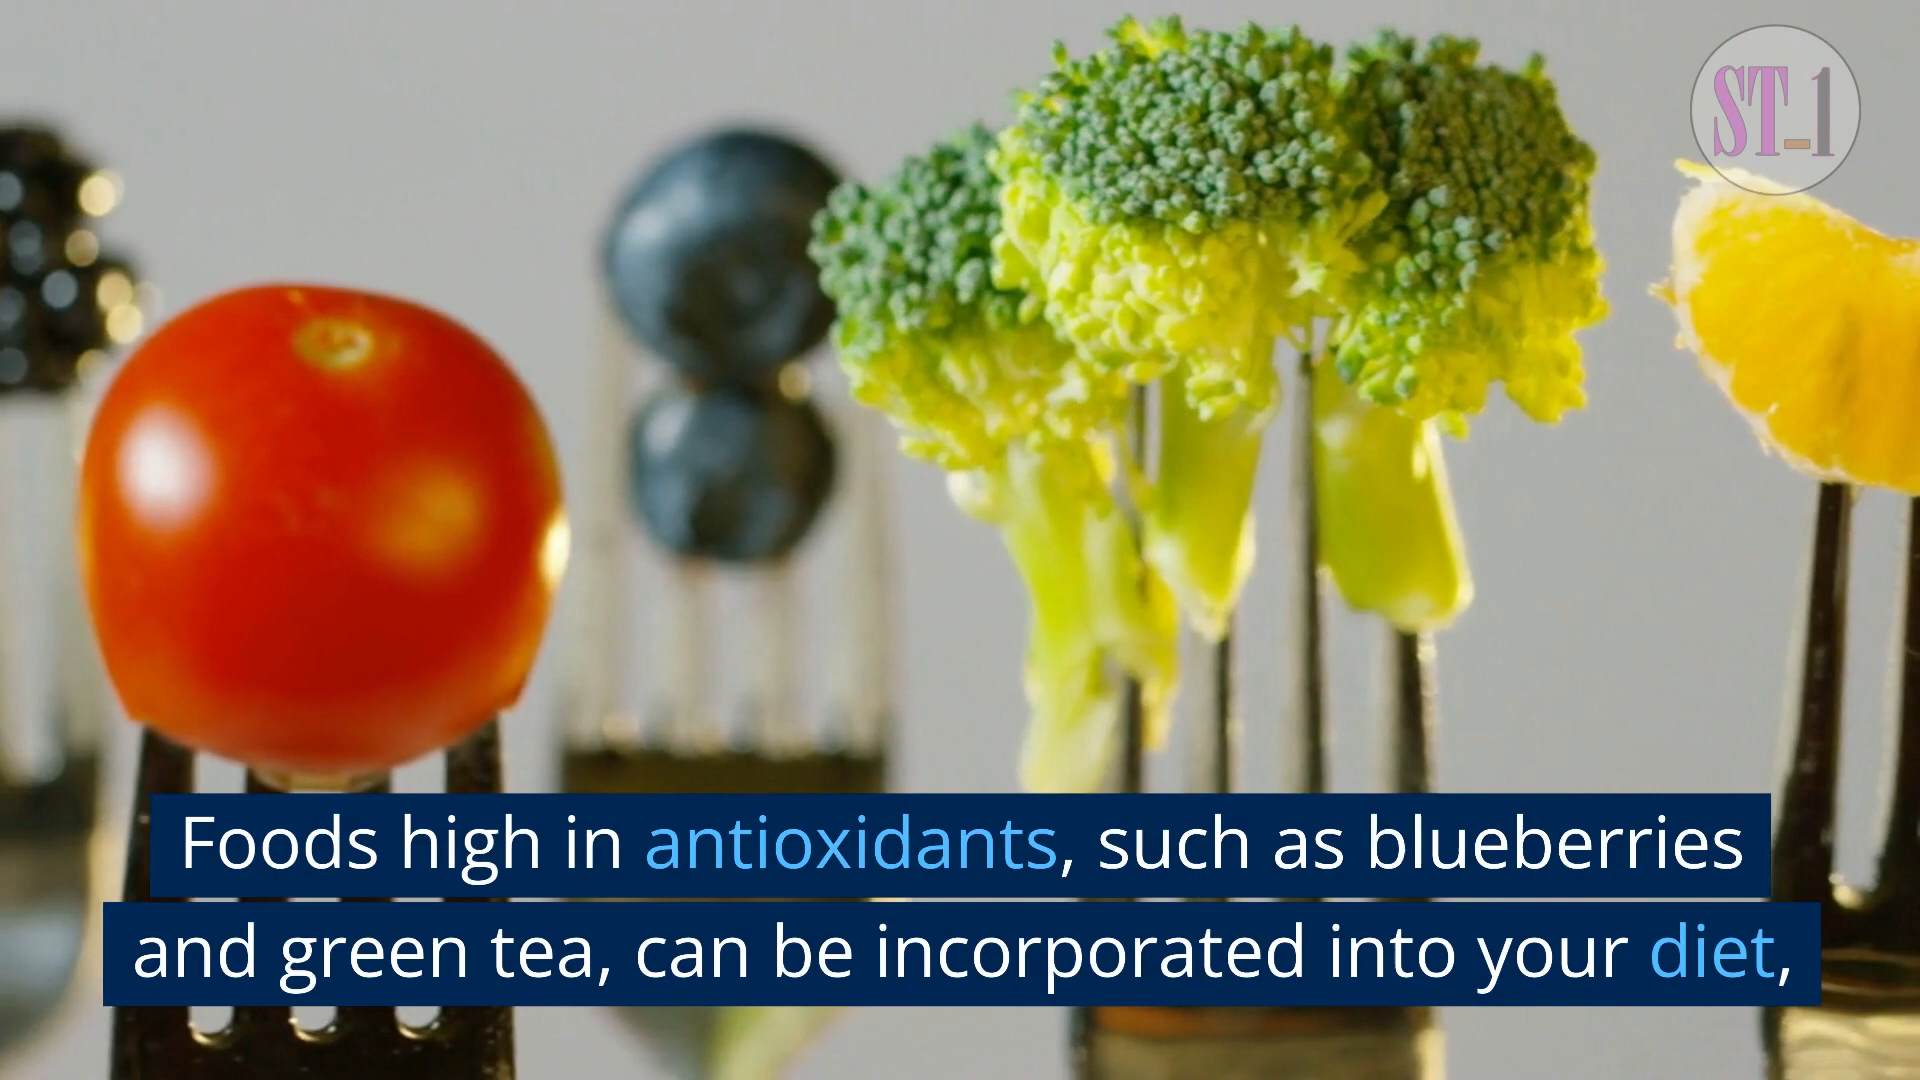 ST-1
Foods high in antioxidants, such as blueberries
and green tea, can be incorporated into your diet,